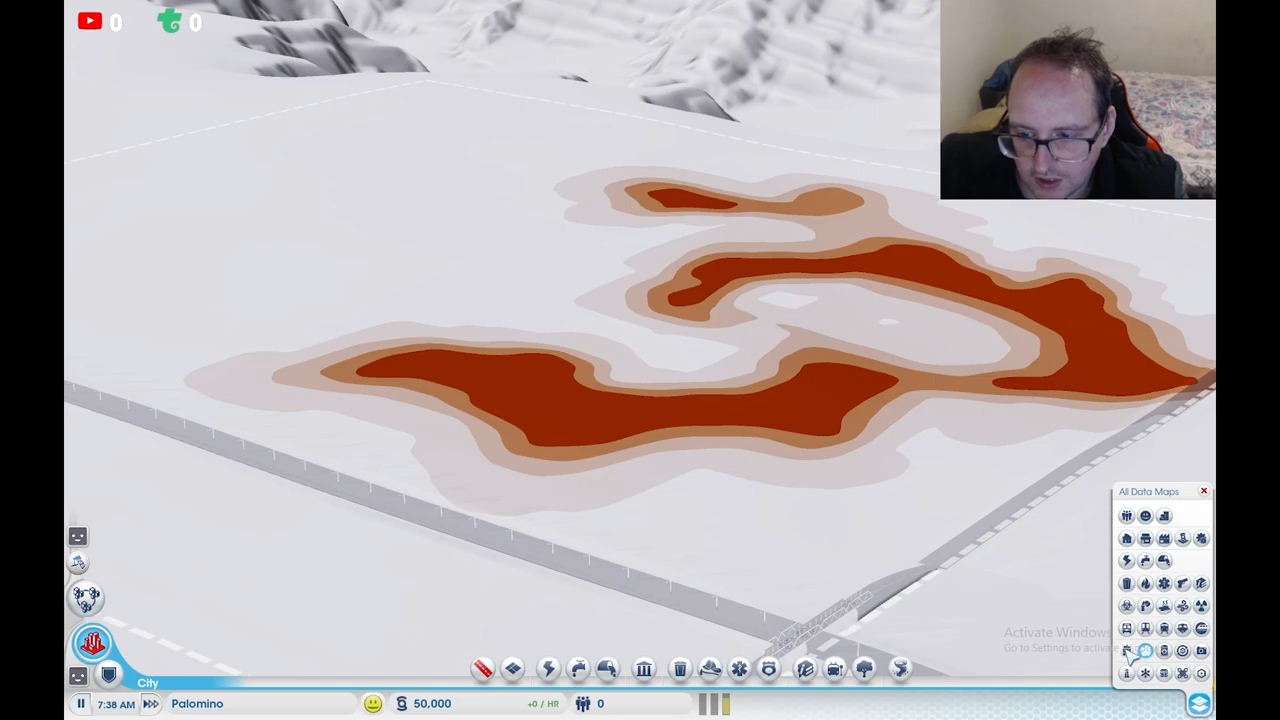 0 0
All Data Maps
Activate Windows
Go to Settings to activate
City
7:38 AM Palomino 50,000 +0 / HR 0